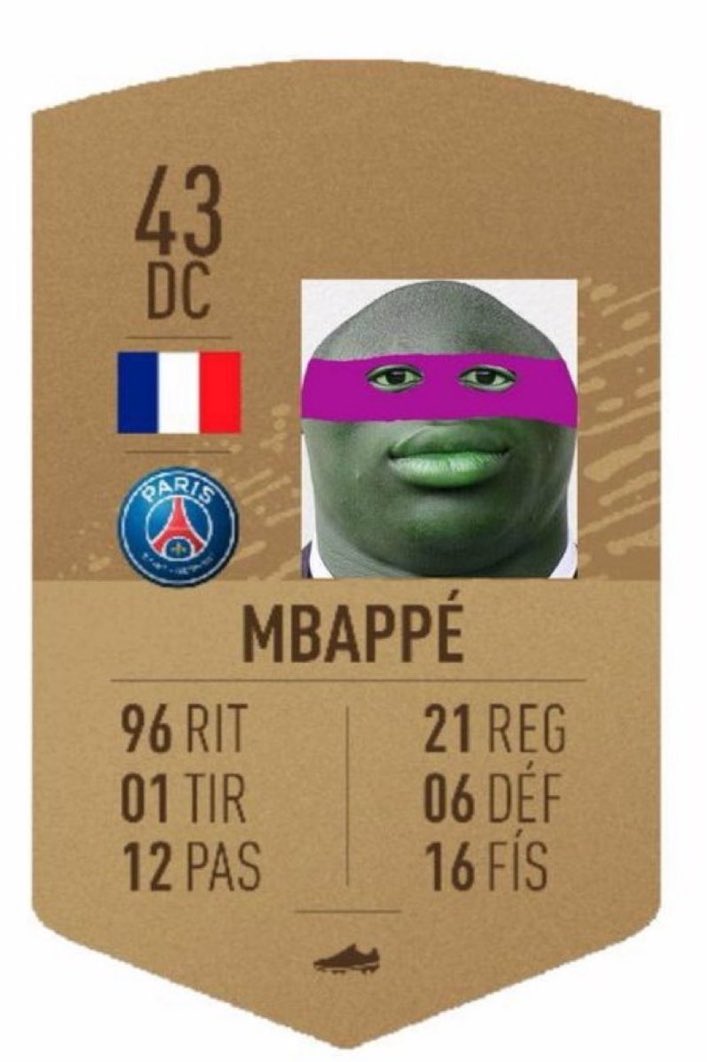 43
DC
PARIS
MBAPPÉ
96 RIT
21 REG
01 TIR
06 DÉF
12 PAS
16 FÍS